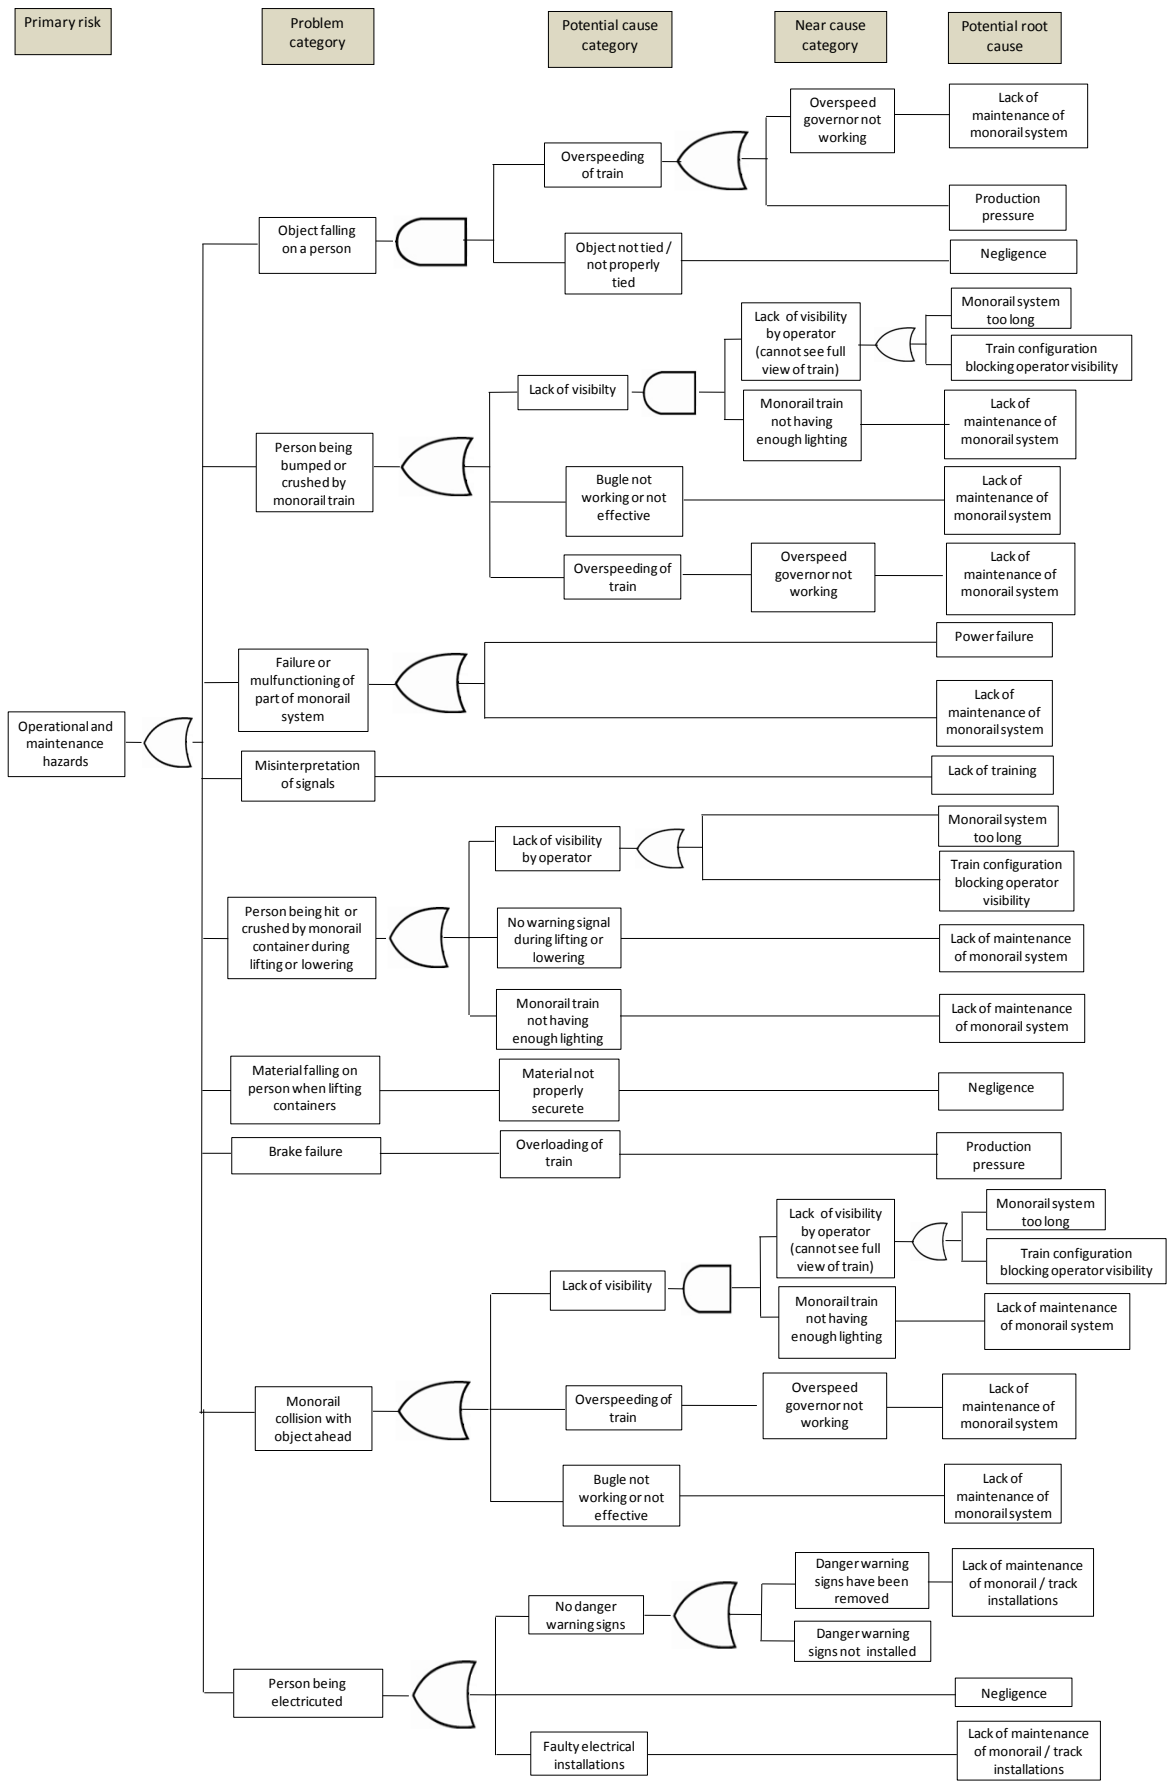 Primary risk
Problem
category
Potential cause
category
Near cause
category
Potential root
cause
Overspeed
governor not
working
Lack of
maintenance of
monorail system
Overspeeding
of train
Production
pressure
Object falling
on a person
Object not tied /
not properly
tied
Negligence
Lack of visibility
by operator
(cannot see full
view of train)
Monorail system
too long
Train configuration
blocking operator visibility
Lack of visibilty
Monorail train
not having
enough lighting
Lack of
maintenance of
monorail system
Person being
bumped or
crushed by
monorail train
Bugle not
working or not
effective
Lack of
maintenance of
monorail system
Overspeeding of
train
Overspeed
governor not
working
Lack of
maintenance of
monorail system
Power failure
Failure or
mulfunctioning of
part of monorail
system
Lack of
maintenance of
monorail system
Operational and
maintenance
hazards
Misinterpretation
of signals
Lack of training
Lack of visibility
by operator
Monorail system
too long
Train configuration
blocking operator
visibility
Person being hit or
crushed by monorail
container during
lifting or lowering
No warning signal
during lifting or
lowering
Lack of maintenance
of monorail system
Monorail train
not having
enough lighting
Lack of maintenance
of monorail system
Material falling on
person when lifting
containers
Material not
properly
securete
Negligence
Brake failure
Overloading of
train
Production
pressure
Lack of visibility
by operator
(cannot see full
view of train)
Monorail system
too long
Train configuration
blocking operator visibility
Lack of visibility
Monorail train
not having
enough lighting
Lack of maintenance
of monorail system
Monorail
collision with
object ahead
Overspeeding of
train
Overspeed
governor not
working
Lack of
maintenance of
monorail system
Bugle not
working or not
effective
Lack of
maintenance of
monorail system
No danger
warning signs
Danger warning
signs have been
removed
Lack of maintenance
of monorail / track
installations
Danger warning
signs not installed
Person being
electricuted
Negligence
Faulty electrical
installations
Lack of maintenance
of monorail / track
installations